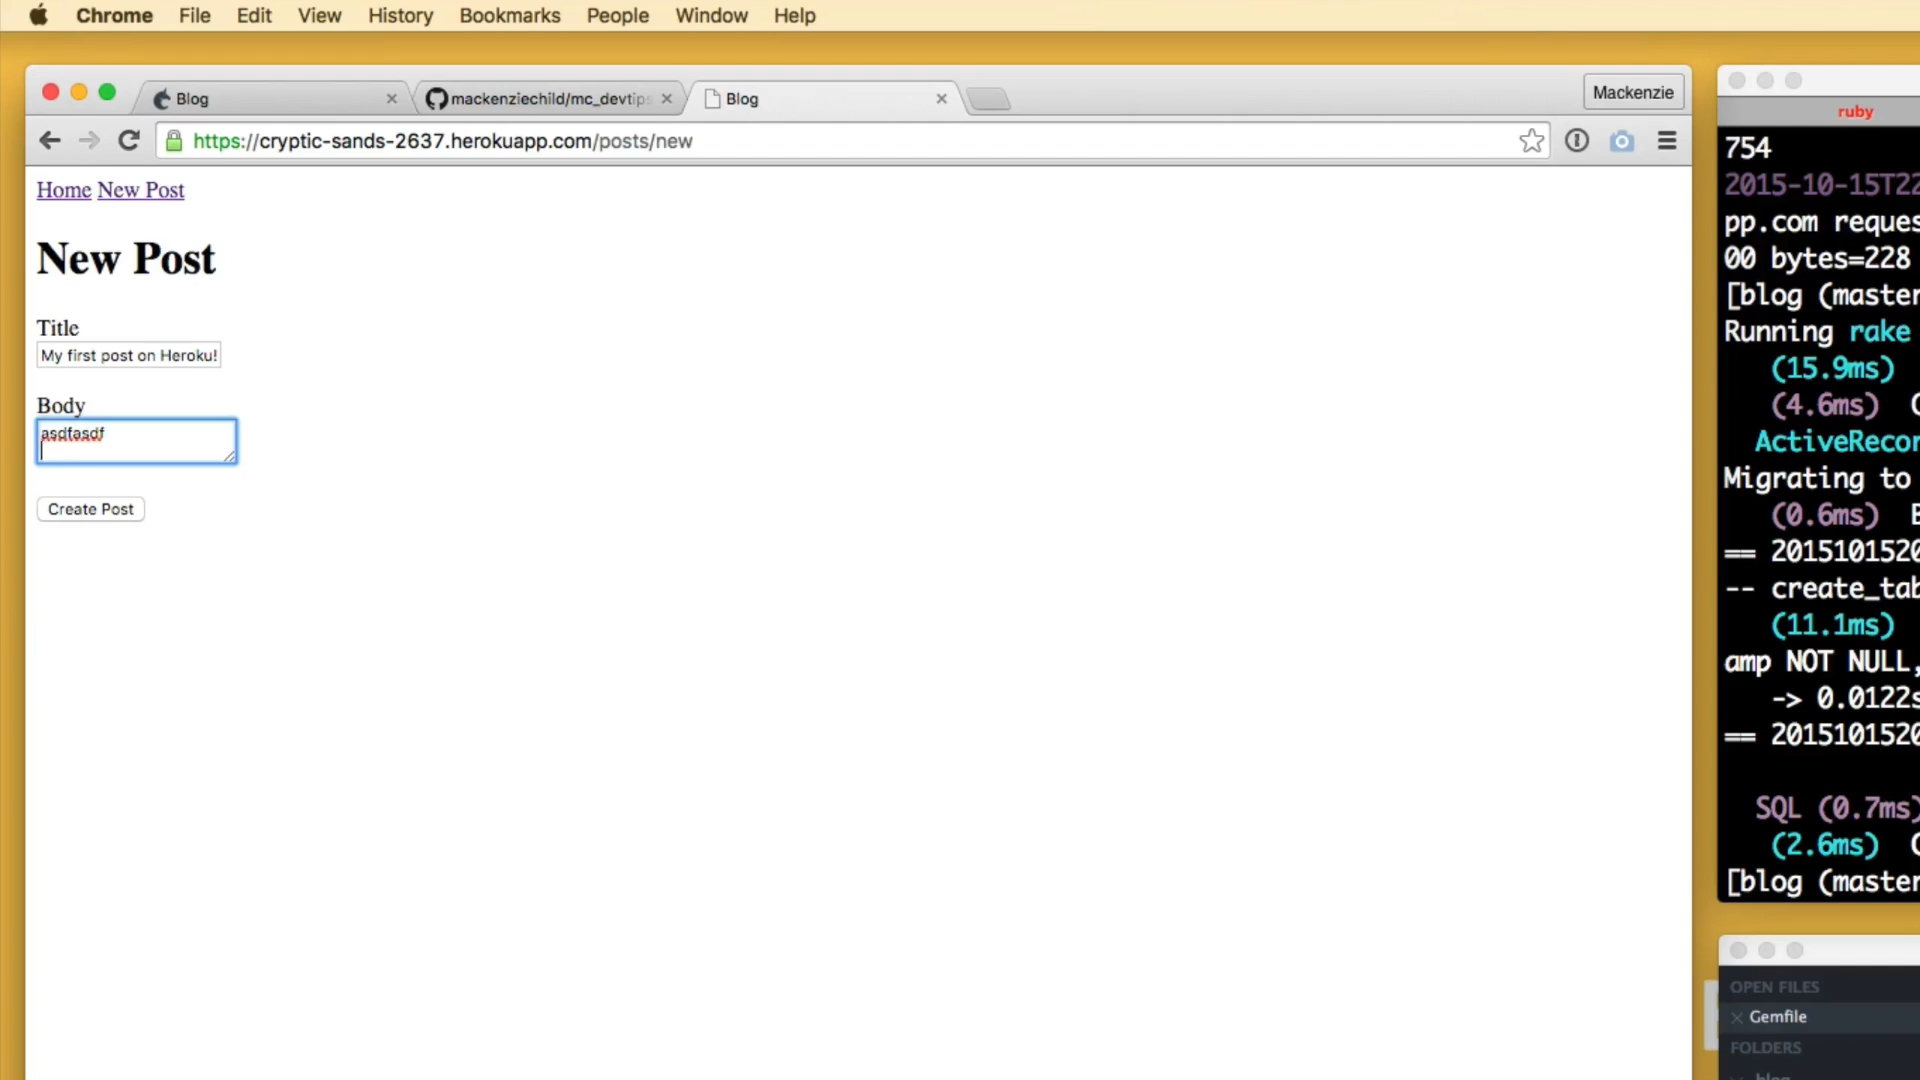 Chrome File Edit View History Bookmarks People Window Help
Blog
mackenziechild/mc_devtips
Blog
Mackenzie
https://cryptic-sands-2637.herokuapp.com/posts/new
Home New Post
New Post
Title
My first post on Heroku!
Body
asdfasdf
Create Post
ruby
754
2015-10-15T22
pp.com reques
00 bytes=228
[blog (master
Running rake
(15.9ms)
(4.6ms) C
ActiveRecor
Migrating to
(0.6ms) B
== 2015101520
-- create_tab
(11.1ms)
amp NOT NULL,
-> 0.0122s
== 2015101520
SQL (0.7ms)
(2.6ms) C
[blog (master
OPEN FILES
Gemfile
FOLDERS
blog